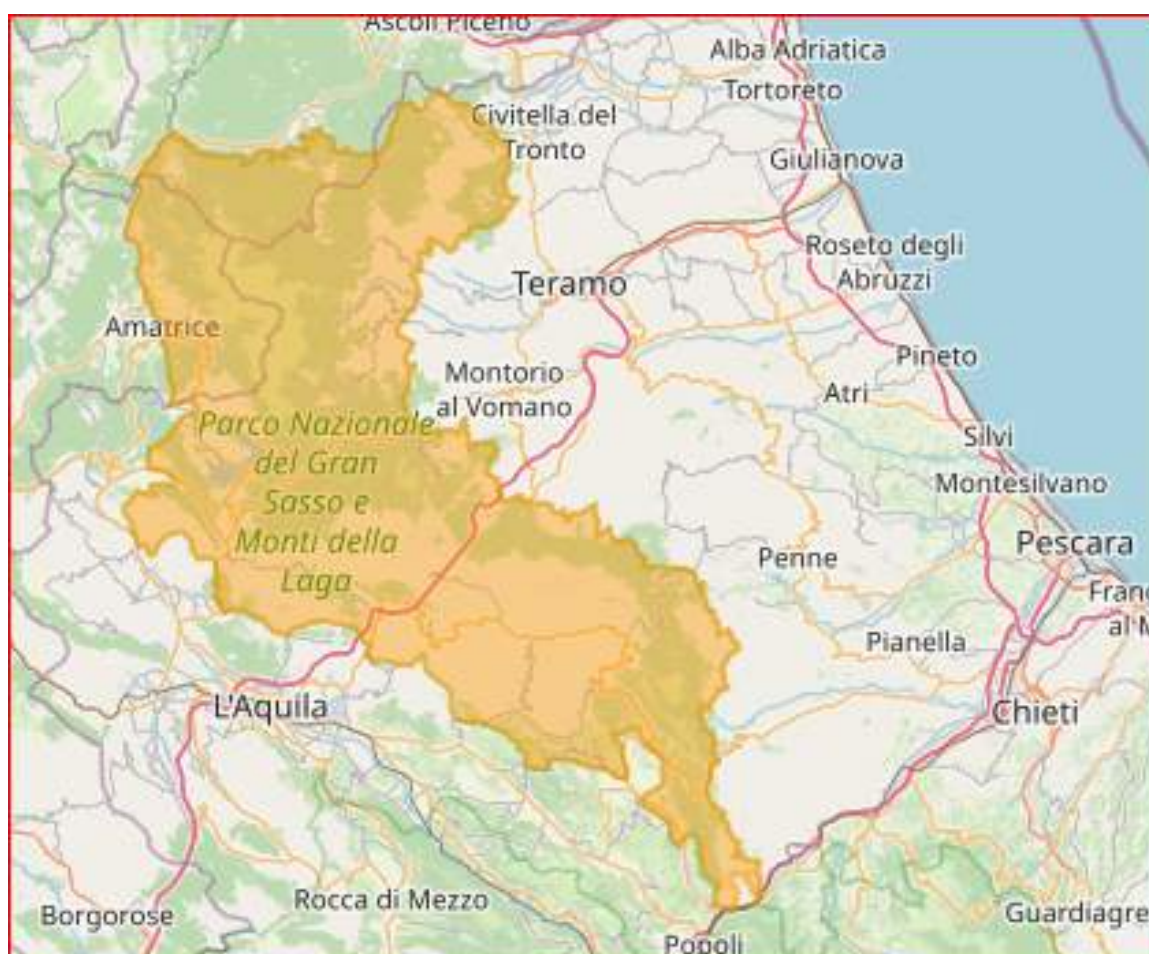 Ascoli Piceno
Alba Adriatica
Tortoreto
Civitella del
Tronto
Giulianova
Roseto degli
Abruzzi
Teramo
Amatrice
Montorio
al Vomano
Pineto
Atri
Parco Nazionale
del Gran
Sasso e
Monti della
Laga
Silvi
Montesilvano
Pescara
Penne
Franc
al M
Pianella
L'Aquila
Chieti
Rocca di Mezzo
Borgorose
Guardiagre
Popoli